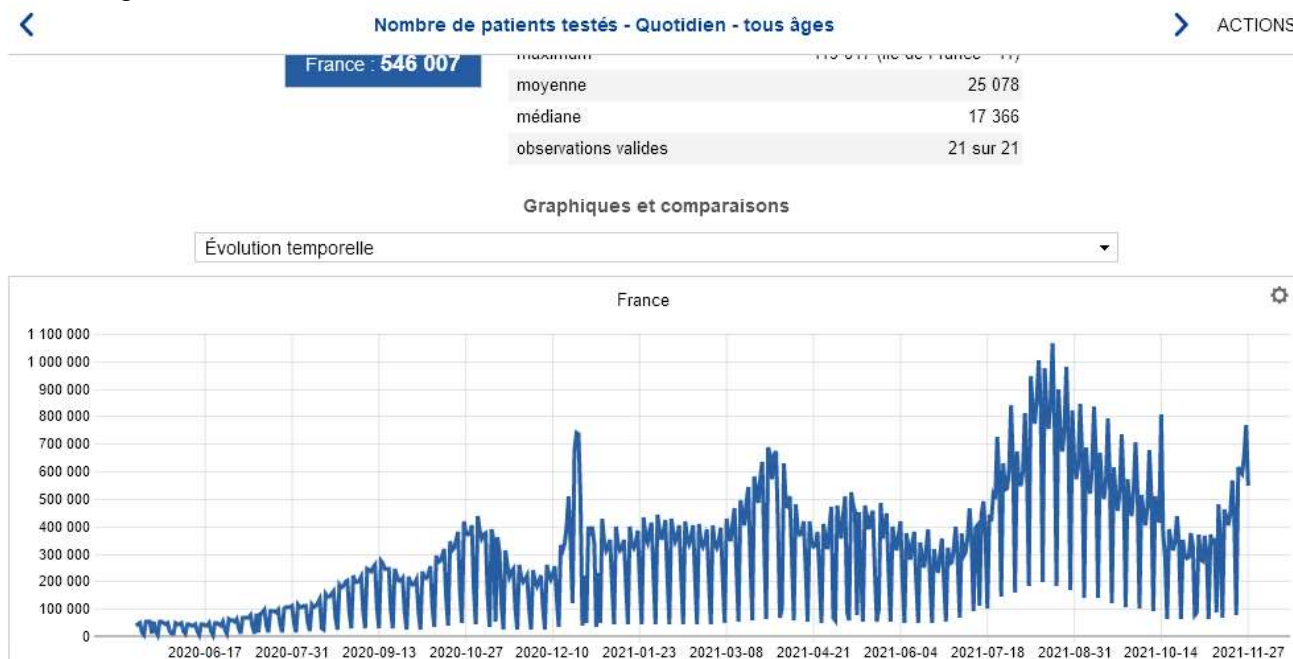 Nombre de patients testés - Quotidien - tous âges
ACTIONS
France : 546 007
maximum
moyenne 25 078
médiane 17 366
observations valides 21 sur 21
Graphiques et comparaisons
Évolution temporelle
France
1 100 000
1 000 000
900 000
800 000
700 000
600 000
500 000
400 000
300 000
200 000
100 000
0
2020-06-17 2020-07-31 2020-09-13 2020-10-27 2020-12-10 2021-01-23 2021-03-08 2021-04-21 2021-06-04 2021-07-18 2021-08-31 2021-10-14 2021-11-27